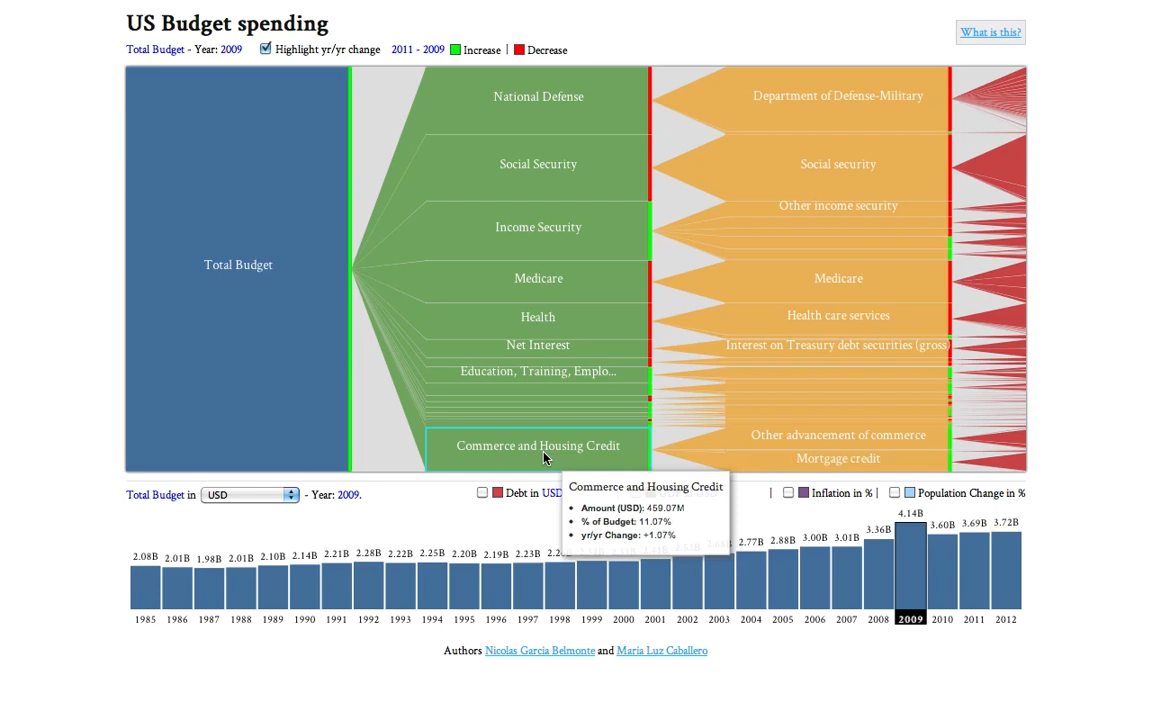 US Budget spending
What is this?
Total Budget - Year: 2009 Highlight yr/yr change 2011 - 2009 Increase | Decrease
Total Budget
National Defense
Social Security
Income Security
Medicare
Health
Net Interest
Education, Training, Emplo...
Commerce and Housing Credit
Department of Defense-Military
Social security
Other income security
Medicare
Health care services
Interest on Treasury debt securities (gross)
Other advancement of commerce
Mortgage credit
Commerce and Housing Credit
Amount (USD): 459.07M
% of Budget: 11.07%
yr/yr Change: +1.07%
Total Budget in USD - Year: 2009. Debt in USD | Inflation in % | Population Change in %
2.08B 2.01B 1.98B 2.01B 2.10B 2.14B 2.21B 2.28B 2.22B 2.25B 2.20B 2.19B 2.23B 2.77B 2.88B 3.00B 3.01B 3.36B 4.14B 3.60B 3.69B 3.72B
1985 1986 1987 1988 1989 1990 1991 1992 1993 1994 1995 1996 1997 1998 1999 2000 2001 2002 2003 2004 2005 2006 2007 2008 2009 2010 2011 2012
Authors Nicolas Garcia Belmonte and Maria Luz Caballero